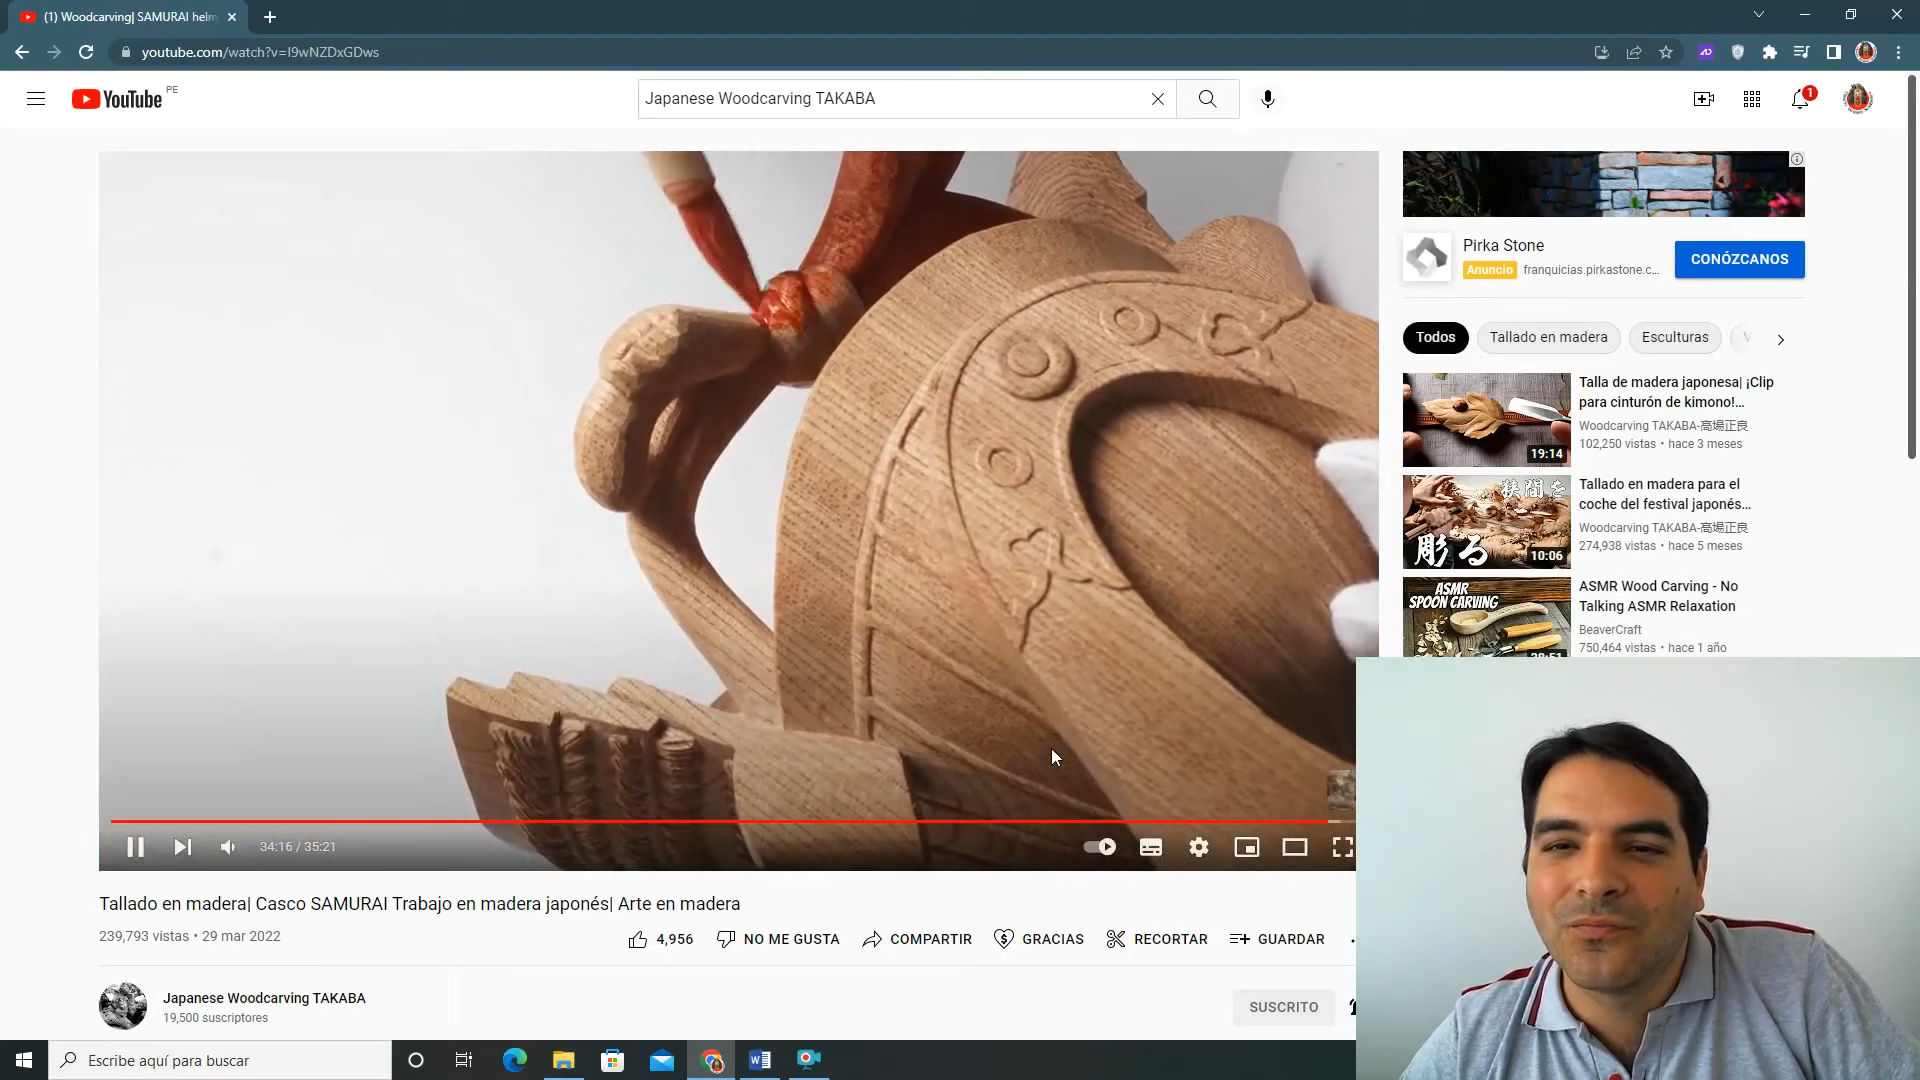 (1) Woodcarving| SAMURAI helm
youtube.com/watch?v=I9wNZDxGDws
YouTube PE
Japanese Woodcarving TAKABA
1
Pirka Stone
Anuncio franquicias.pirkastone.c...
CONÓZCANOS
Todos
Tallado en madera
Esculturas
Talla de madera japonesa| ¡Clip
para cinturón de kimono!...
Woodcarving TAKABA-高場正良
102,250 vistas • hace 3 meses
19:14
Tallado en madera para el
coche del festival japonés...
Woodcarving TAKABA-高場正良
274,938 vistas • hace 5 meses
狭間を
彫る
10:06
ASMR Wood Carving - No
Talking ASMR Relaxation
BeaverCraft
750,464 vistas • hace 1 año
ASMR
SPOON CARVING
34:16 / 35:21
Tallado en madera| Casco SAMURAI Trabajo en madera japonés| Arte en madera
239,793 vistas • 29 mar 2022
4,956
NO ME GUSTA
COMPARTIR
GRACIAS
RECORTAR
GUARDAR
Japanese Woodcarving TAKABA
19,500 suscriptores
SUSCRITO
Escribe aquí para buscar